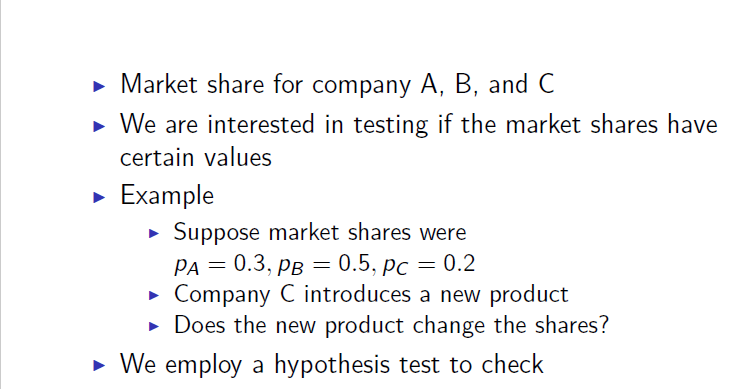 ▶ Market share for company A, B, and C
▶ We are interested in testing if the market shares have
certain values
▶ Example
▶ Suppose market shares were
p_A = 0.3, p_B = 0.5, p_C = 0.2
▶ Company C introduces a new product
▶ Does the new product change the shares?
▶ We employ a hypothesis test to check